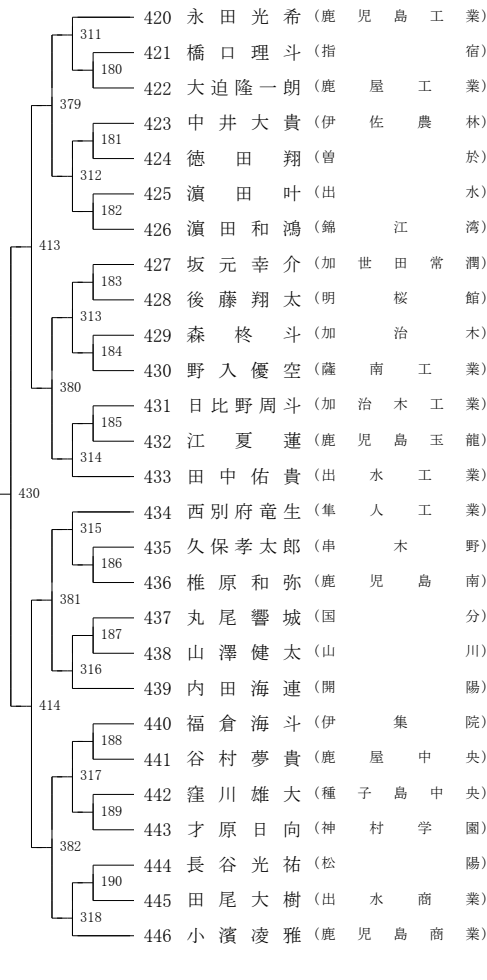 420 永田光希 (鹿児島工業)
311
421 橋口理斗 (指宿)
180
422 大迫隆一朗 (鹿屋工業)
379
423 中井大貴 (伊佐農林)
181
424 徳田翔 (曽於)
312
425 濵田叶 (出水)
182
426 濵田和鴻 (錦江湾)
413
427 坂元幸介 (加世田常潤)
183
428 後藤翔太 (明桜館)
313
429 森柊斗 (加治木)
184
430 野入優空 (薩南工業)
380
431 日比野周斗 (加治木工業)
185
432 江夏蓮 (鹿児島玉龍)
314
433 田中佑貴 (出水工業)
430
434 西別府竜生 (隼人工業)
315
435 久保孝太郎 (串木野)
186
436 椎原和弥 (鹿児島南)
381
437 丸尾響城 (国分)
187
438 山澤健太 (山川)
316
439 内田海連 (開陽)
414
440 福倉海斗 (伊集院)
188
441 谷村夢貴 (鹿屋中央)
317
442 窪川雄大 (種子島中央)
189
443 才原日向 (神村学園)
382
444 長谷光祐 (松陽)
190
445 田尾大樹 (出水商業)
318
446 小濱凌雅 (鹿児島商業)